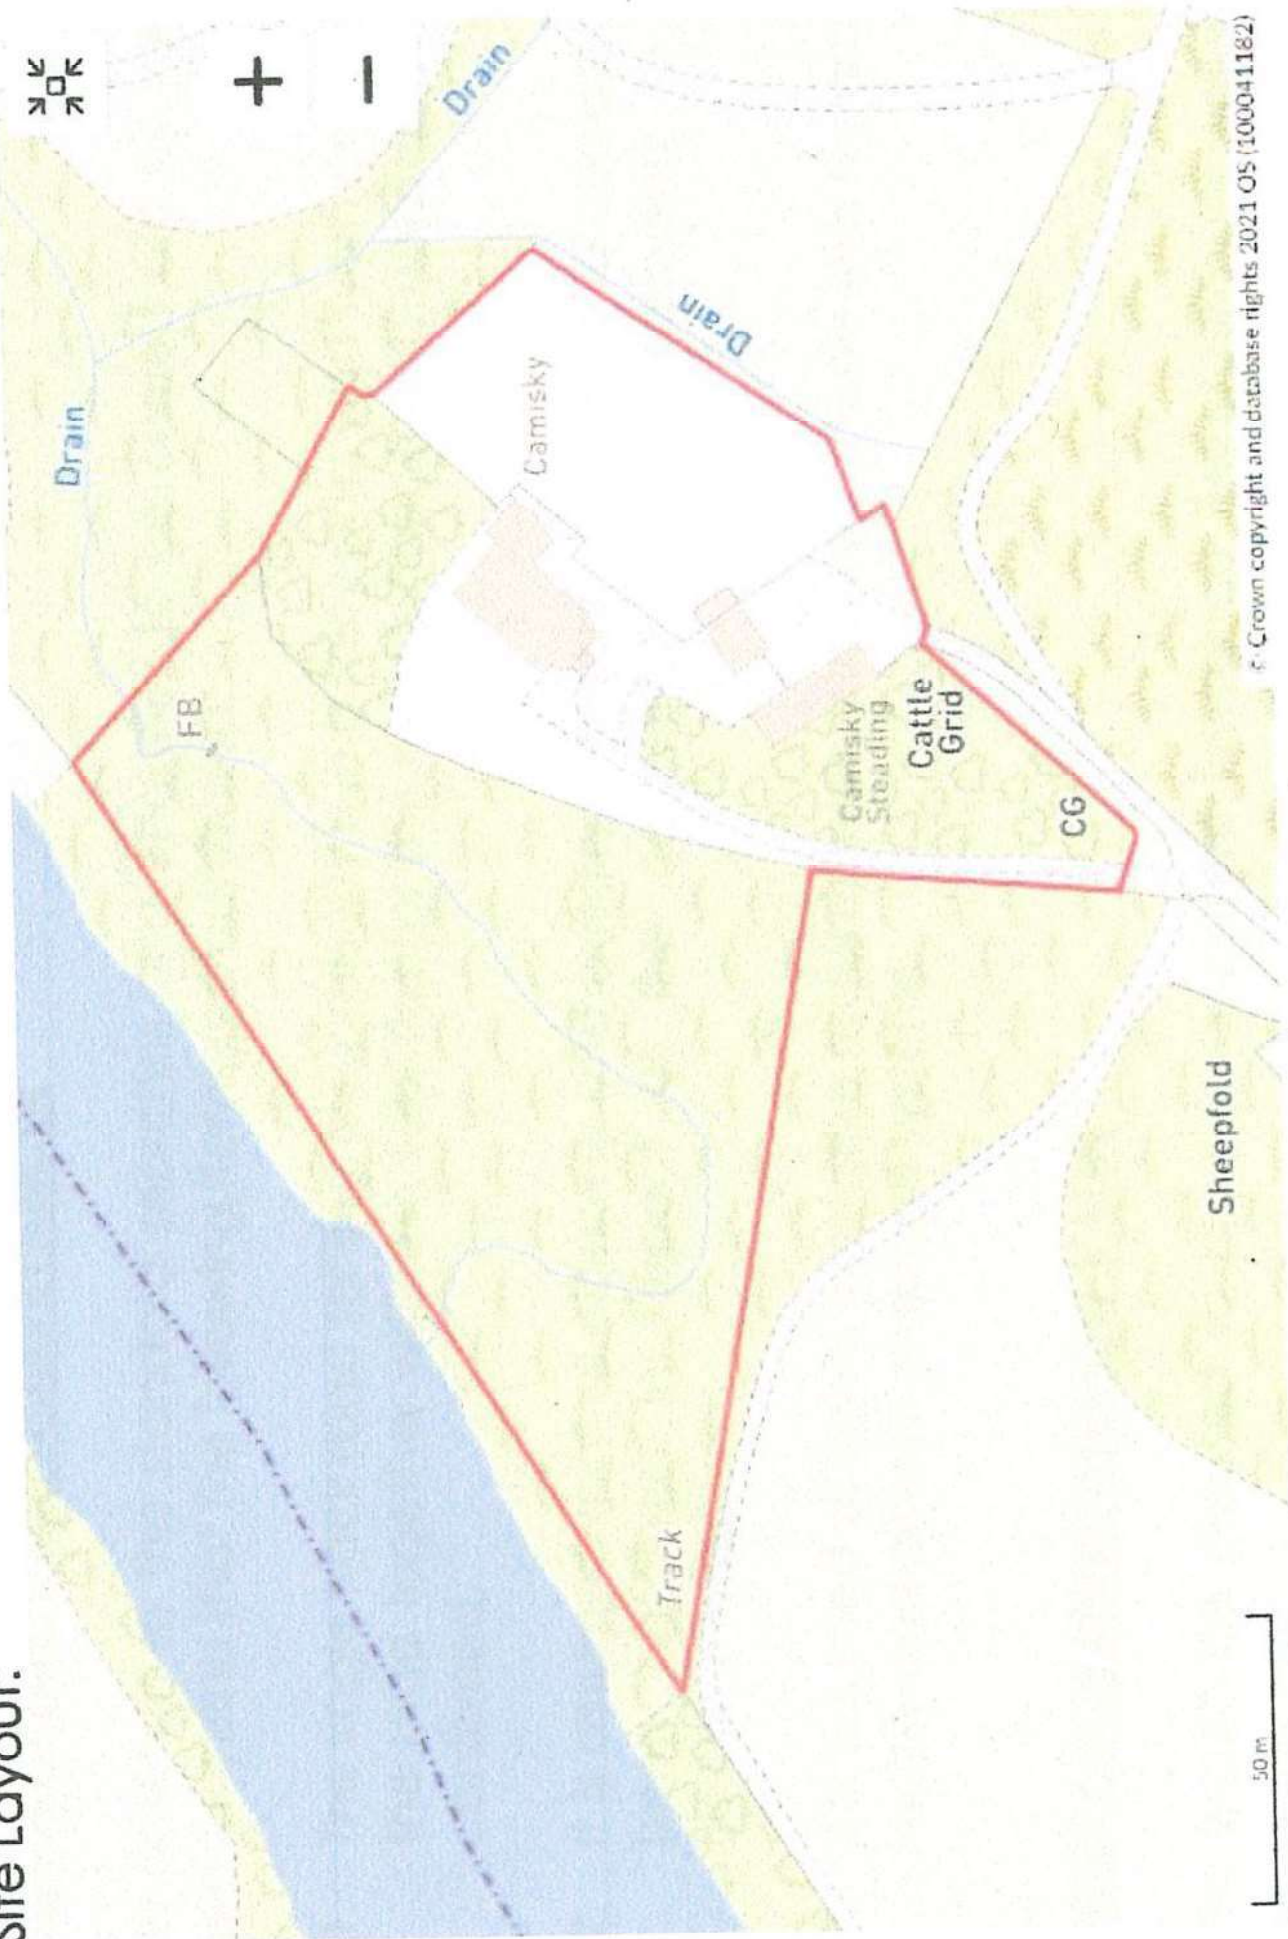 Site Layout.
Drain
Drain
FB
Camisky
Drain
Camisky
Steading
Cattle
Grid
CG
Track
Sheepfold
50 m
© Crown copyright and database rights 2021 OS (100041182)